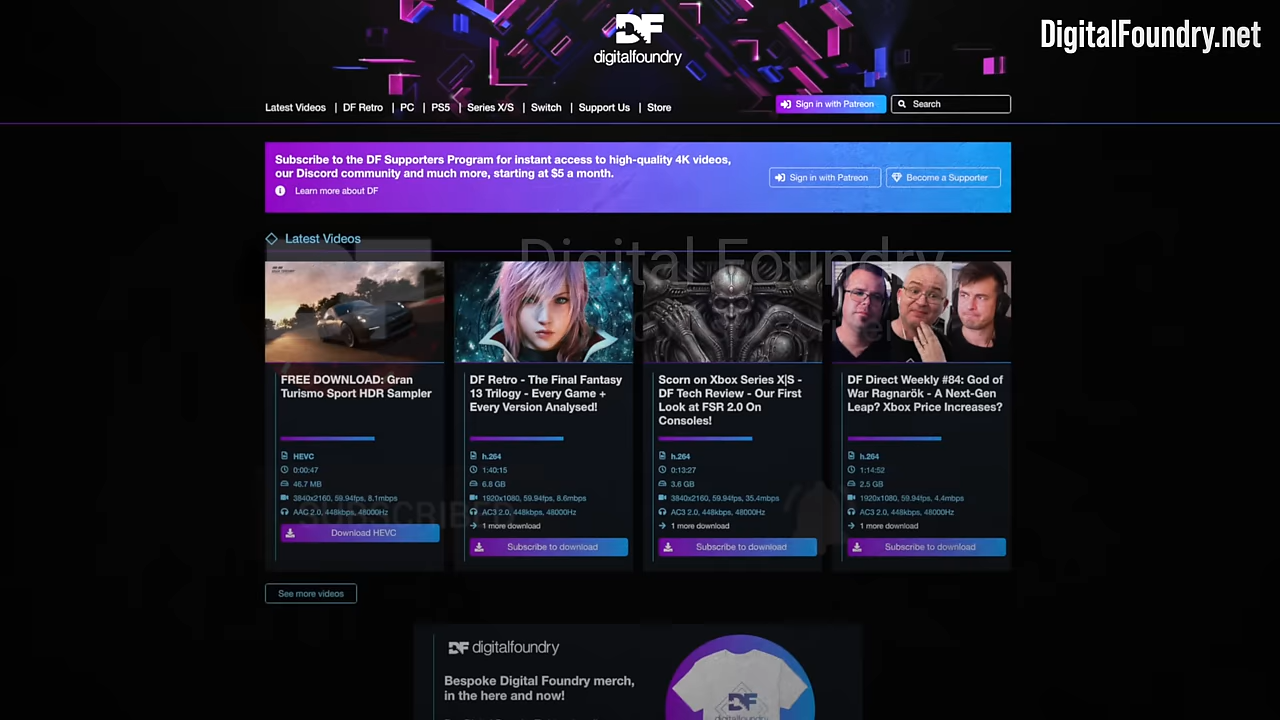 DigitalFoundry.net
DF
digitalfoundry
Latest Videos | DF Retro | PC | PS5 | Series X/S | Switch | Support Us | Store
Sign in with Patreon
Search
Subscribe to the DF Supporters Program for instant access to high-quality 4K videos,
our Discord community and much more, starting at $5 a month.
Learn more about DF
Sign in with Patreon
Become a Supporter
Latest Videos
Digital Foundry
FREE DOWNLOAD: Gran
Turismo Sport HDR Sampler
HEVC
0:00:47
46.7 MB
3840x2160, 59.94fps, 8.1mbps
AAC 2.0, 448kbps, 48000Hz
Download HEVC
DF Retro - The Final Fantasy
13 Trilogy - Every Game +
Every Version Analysed!
h.264
1:40:15
6.8 GB
1920x1080, 59.94fps, 8.6mbps
AC3 2.0, 448kbps, 48000Hz
1 more download
Subscribe to download
Scorn on Xbox Series X|S -
DF Tech Review - Our First
Look at FSR 2.0 On
Consoles!
h.264
0:13:27
3.6 GB
3840x2160, 59.94fps, 35.4mbps
AC3 2.0, 448kbps, 48000Hz
1 more download
Subscribe to download
DF Direct Weekly #84: God of
War Ragnarök - A Next-Gen
Leap? Xbox Price Increases?
h.264
1:14:52
2.5 GB
1920x1080, 59.94fps, 4.4mbps
AC3 2.0, 448kbps, 48000Hz
1 more download
Subscribe to download
See more videos
DF digitalfoundry
Bespoke Digital Foundry merch,
in the here and now!
DF
digitalfoundry